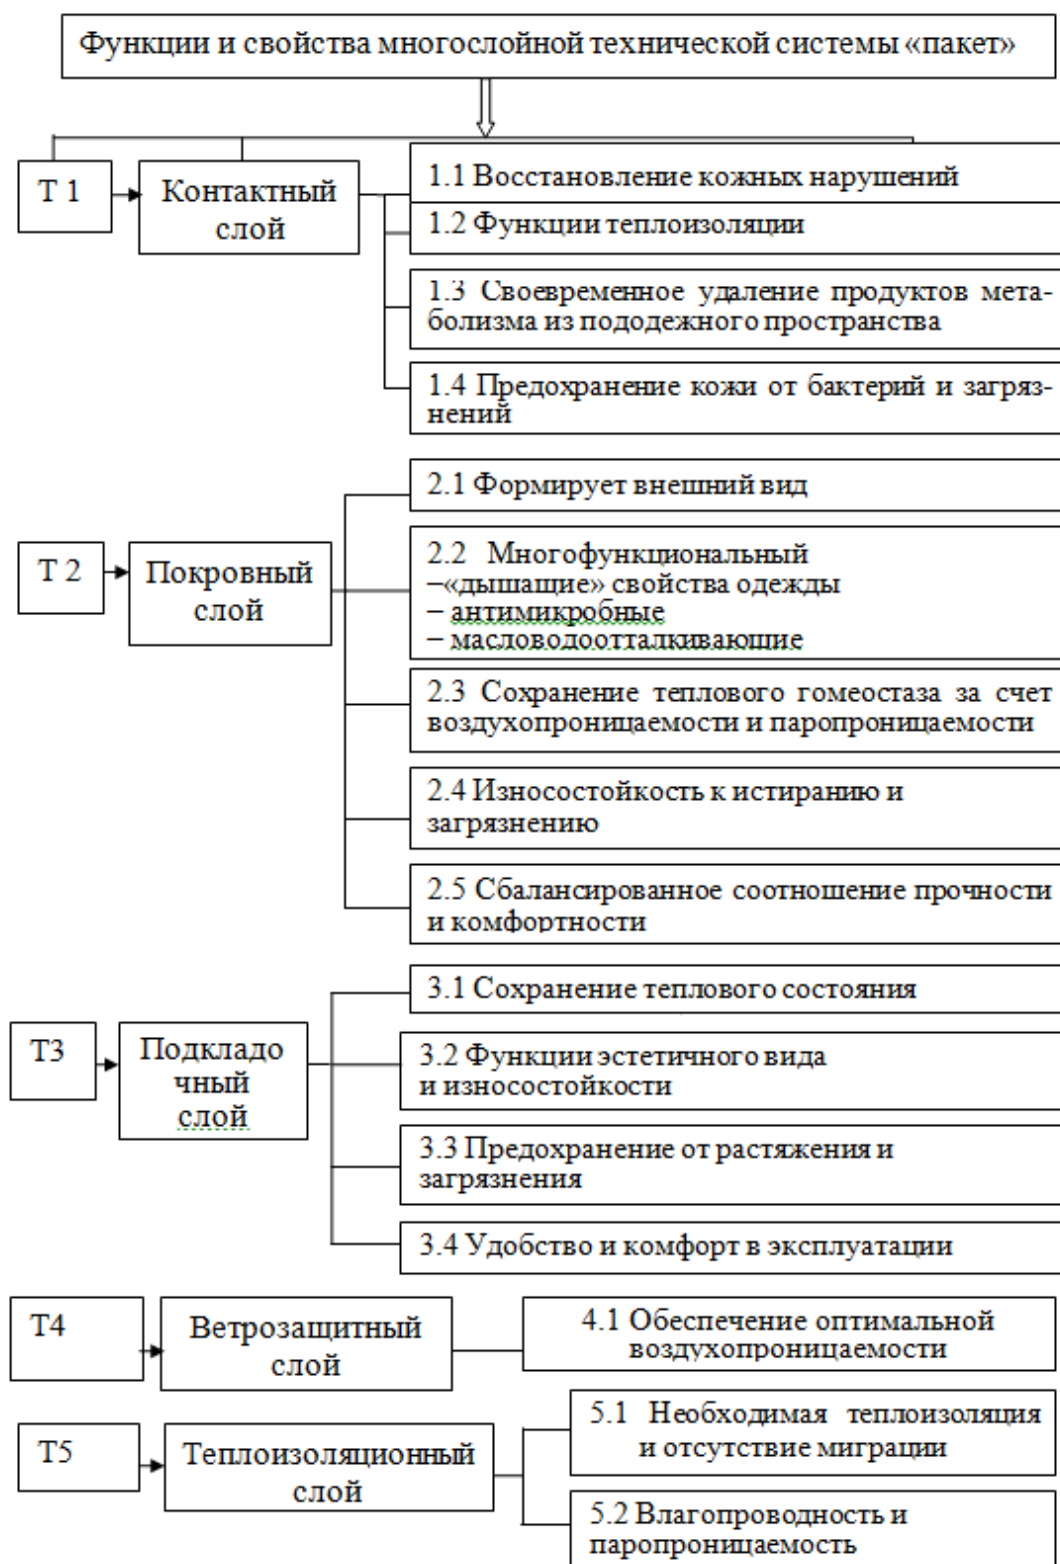 Функции и свойства многослойной технической системы «пакет»
Т 1
Контактный
слой
1.1 Восстановление кожных нарушений
1.2 Функции теплоизоляции
1.3 Своевременное удаление продуктов мета-
болизма из пододежного пространства
1.4 Предохранение кожи от бактерий и загряз-
нений
Т 2
Покровный
слой
2.1 Формирует внешний вид
2.2 Многофункциональный
–«дышащие» свойства одежды
– антимикробные
– масловодоотталкивающие
2.3 Сохранение теплового гомеостаза за счет
воздухопроницаемости и паропроницаемости
2.4 Износостойкость к истиранию и
загрязнению
2.5 Сбалансированное соотношение прочности
и комфортности
Т3
Подкладо
чный
слой
3.1 Сохранение теплового состояния
3.2 Функции эстетичного вида
и износостойкости
3.3 Предохранение от растяжения и
загрязнения
3.4 Удобство и комфорт в эксплуатации
Т4
Ветрозащитный
слой
4.1 Обеспечение оптимальной
воздухопроницаемости
Т5
Теплоизоляционный
слой
5.1 Необходимая теплоизоляция
и отсутствие миграции
5.2 Влагопроводность и
паропроницаемость